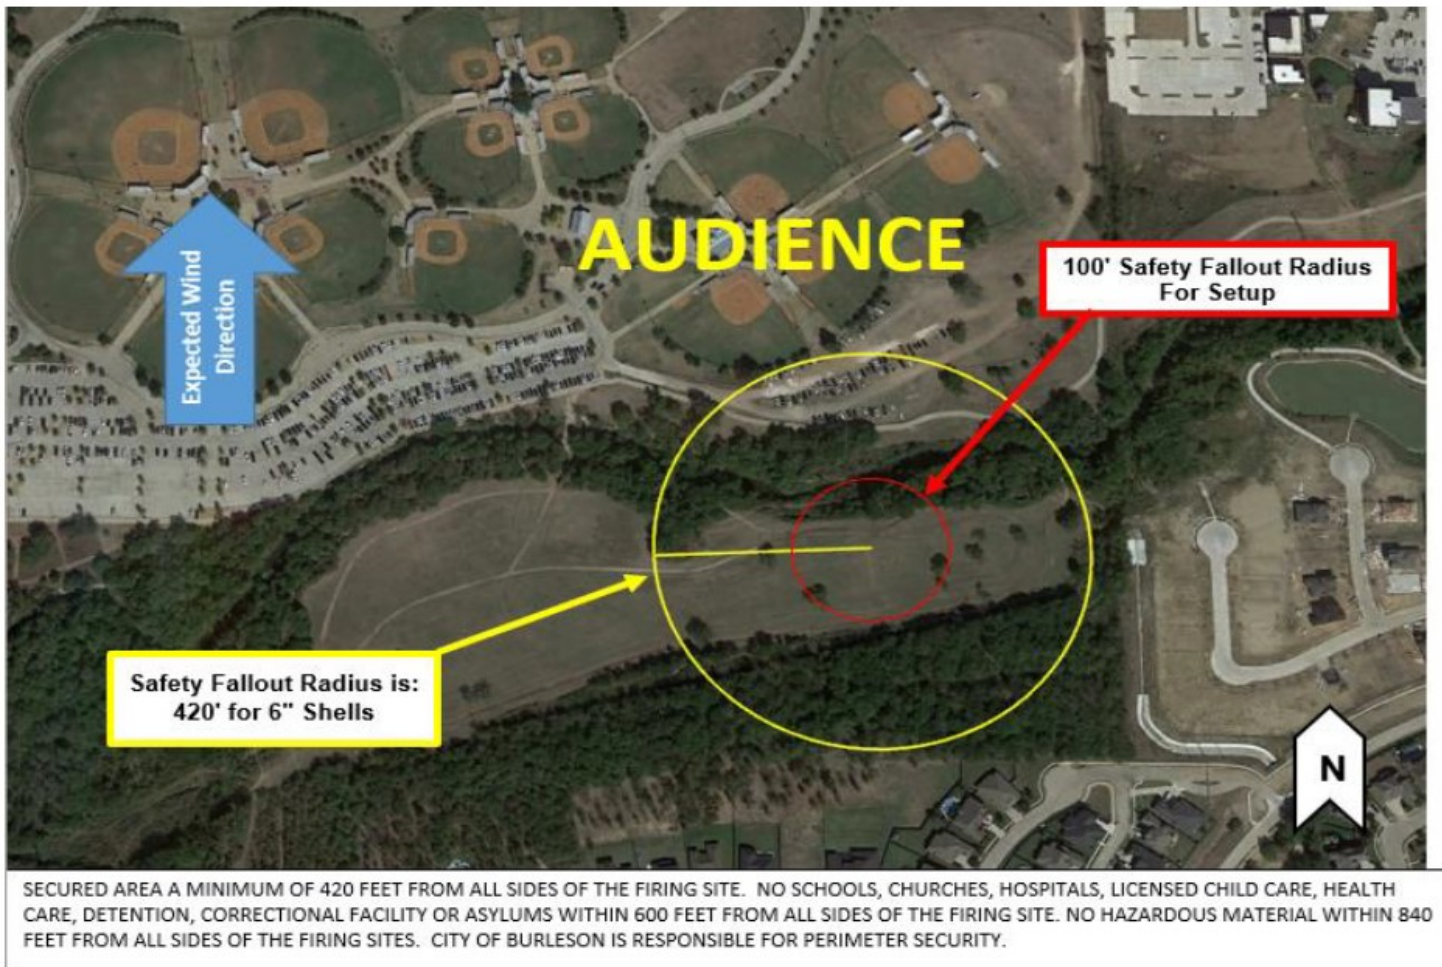 AUDIENCE
Expected Wind
Direction
100' Safety Fallout Radius
For Setup
Safety Fallout Radius is:
420' for 6" Shells
N
SECURED AREA A MINIMUM OF 420 FEET FROM ALL SIDES OF THE FIRING SITE. NO SCHOOLS, CHURCHES, HOSPITALS, LICENSED CHILD CARE, HEALTH
CARE, DETENTION, CORRECTIONAL FACILITY OR ASYLUMS WITHIN 600 FEET FROM ALL SIDES OF THE FIRING SITE. NO HAZARDOUS MATERIAL WITHIN 840
FEET FROM ALL SIDES OF THE FIRING SITES. CITY OF BURLESON IS RESPONSIBLE FOR PERIMETER SECURITY.